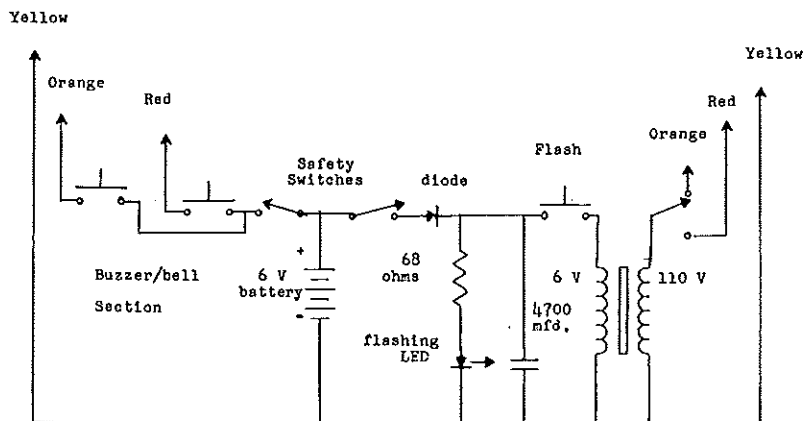 Yellow
Yellow
Orange
Red
Red
Orange
Safety
Switches
Flash
diode
+
Buzzer/bell
Section
6 V
battery
-
68
ohms
6 V
110 V
4700
mfd.
flashing
LED